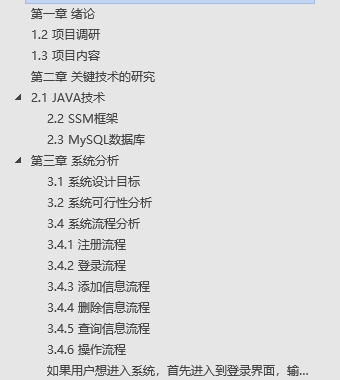 第一章 绪论
1.2 项目调研
1.3 项目内容
第二章 关键技术的研究
2.1 JAVA技术
2.2 SSM框架
2.3 MySQL数据库
第三章 系统分析
3.1 系统设计目标
3.2 系统可行性分析
3.4 系统流程分析
3.4.1 注册流程
3.4.2 登录流程
3.4.3 添加信息流程
3.4.4 删除信息流程
3.4.5 查询信息流程
3.4.6 操作流程
如果用户想进入系统，首先进入到登录界面，输...